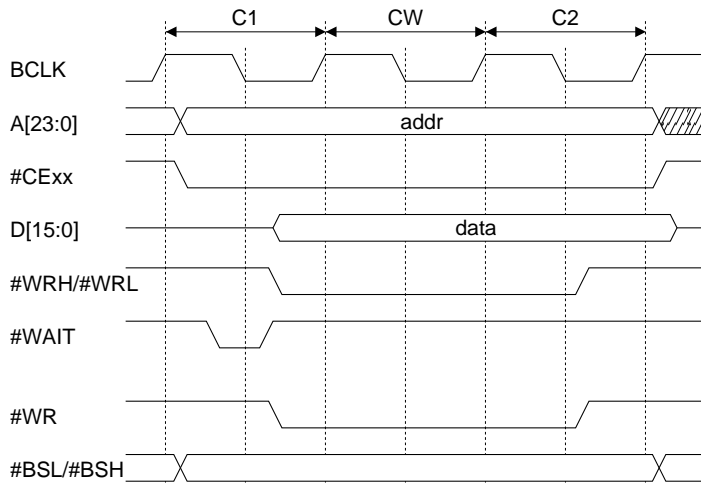 C1 CW C2
BCLK
A[23:0] addr
#CExx
D[15:0] data
#WRH/#WRL
#WAIT
#WR
#BSL/#BSH